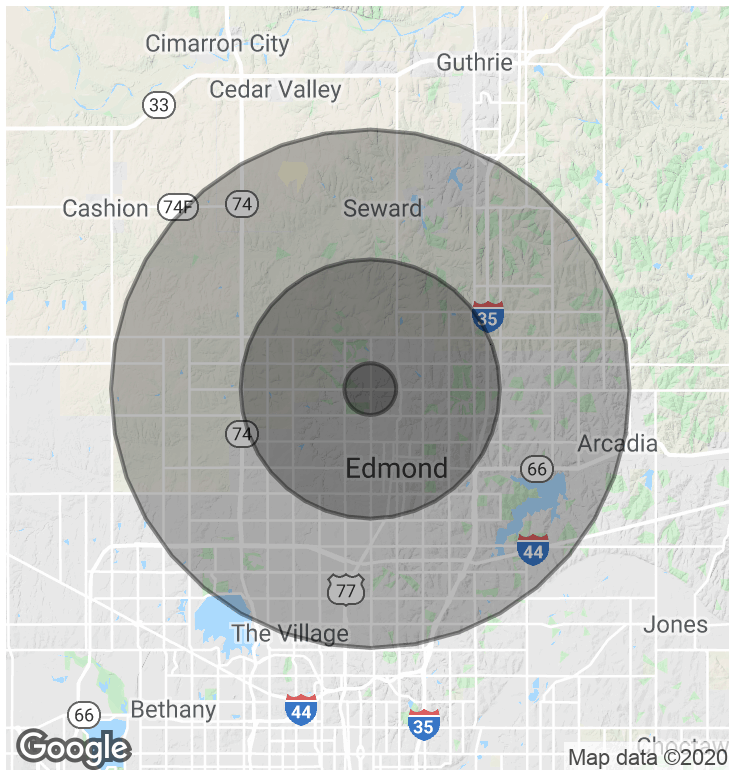 Cimarron City
Guthrie
Cedar Valley
33
Cashion 74F 74 Seward
35
74
Arcadia
Edmond 66
44
77
Jones
The Village
66 Bethany 44
35
Google Choctaw
Map data ©2020